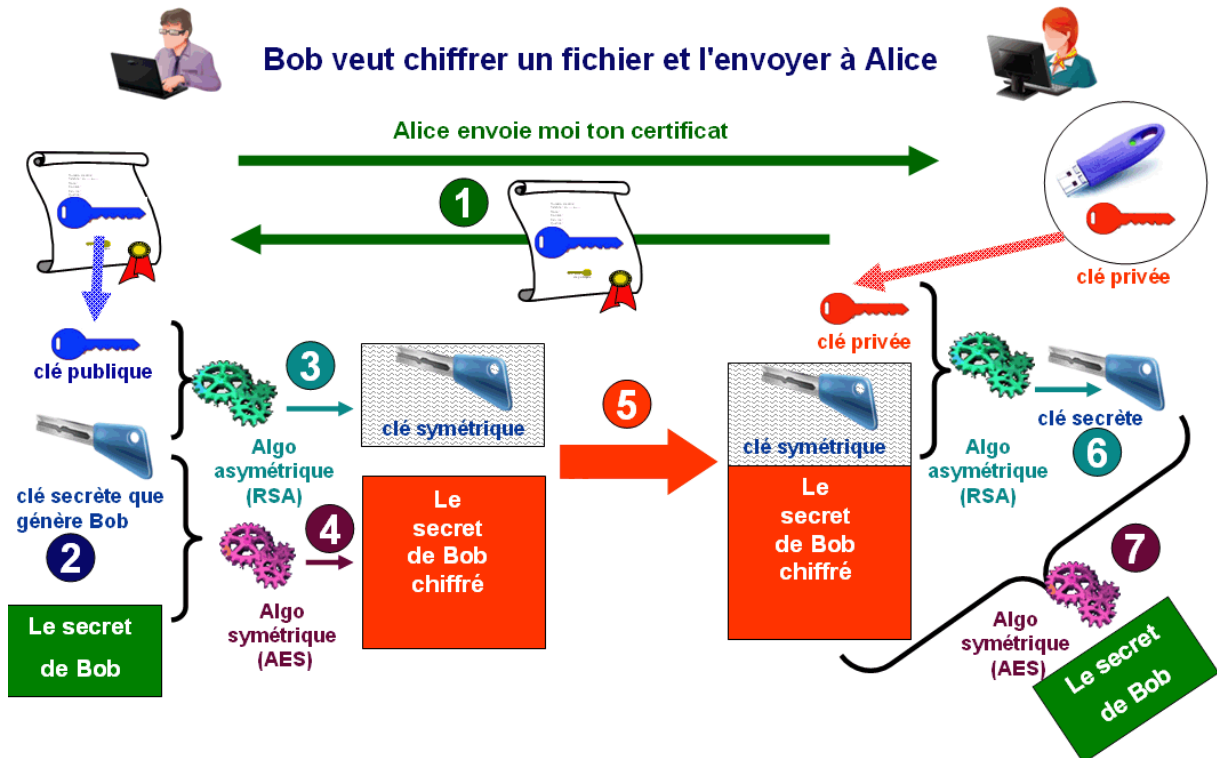 Bob veut chiffrer un fichier et l'envoyer à Alice
Alice envoie moi ton certificat
1
clé privée
clé publique
clé secrète que
génère Bob
2
Le secret
de Bob
3
Algo
asymétrique
(RSA)
4
Algo
symétrique
(AES)
clé symétrique
Le
secret
de Bob
chiffré
5
clé privée
clé symétrique
Le
secret
de Bob
chiffré
Algo
asymétrique
(RSA)
clé secrète
6
7
Algo
symétrique
(AES)
Le secret
de Bob